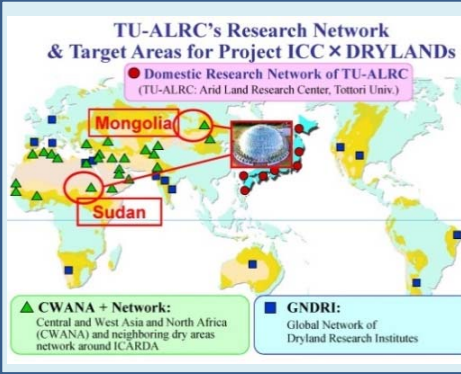 TU-ALRC's Research Network
& Target Areas for Project ICC×DRYLANDs
Domestic Research Network of TU-ALRC
(TU-ALRC: Arid Land Research Center, Tottori Univ.)
Mongolia
Sudan
CWANA + Network:
Central and West Asia and North Africa
(CWANA) and neighboring dry areas
network around ICARDA
GNDRI:
Global Network of
Dryland Research Institutes